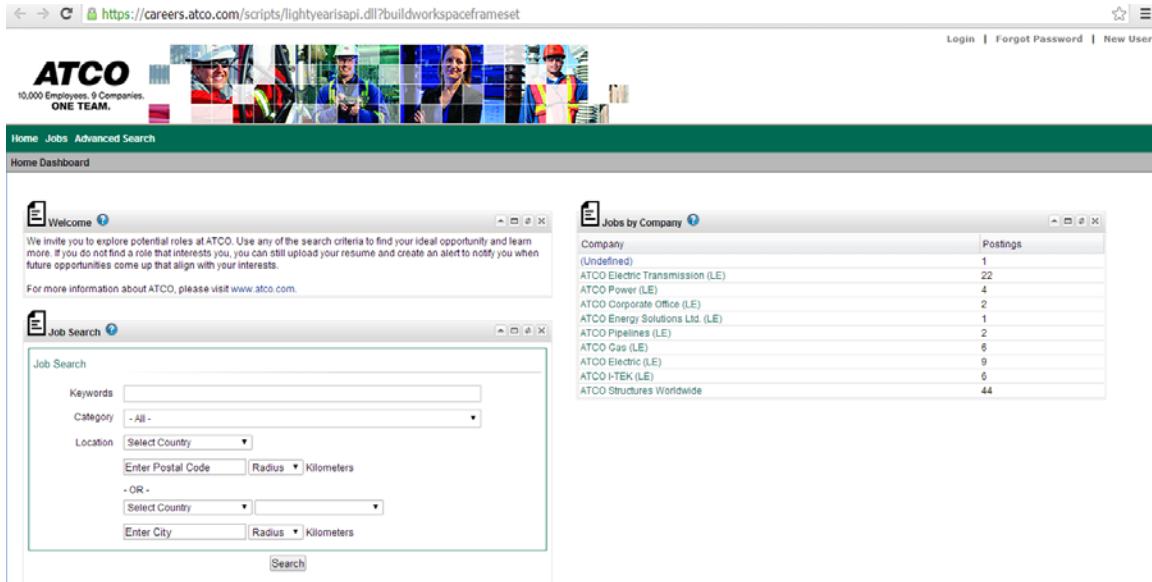 https://careers.atco.com/scripts/lightyearisapi.dll?buildworkspaceframeset
Login | Forgot Password | New User
ATCO
10,000 Employees. 9 Companies.
ONE TEAM.
Home Jobs Advanced Search
Home Dashboard
Welcome
We invite you to explore potential roles at ATCO. Use any of the search criteria to find your ideal opportunity and learn
more. If you do not find a role that interests you, you can still upload your resume and create an alert to notify you when
future opportunities come up that align with your interests.
For more information about ATCO, please visit www.atco.com.
Job Search
Job Search
Keywords
Category - All -
Location Select Country
Enter Postal Code Radius Kilometers
- OR -
Select Country
Enter City Radius Kilometers
Search
Jobs by Company
Company Postings
(Undefined) 1
ATCO Electric Transmission (LE) 22
ATCO Power (LE) 4
ATCO Corporate Office (LE) 2
ATCO Energy Solutions Ltd. (LE) 1
ATCO Pipelines (LE) 2
ATCO Gas (LE) 6
ATCO Electric (LE) 9
ATCO I-TEK (LE) 6
ATCO Structures Worldwide 44